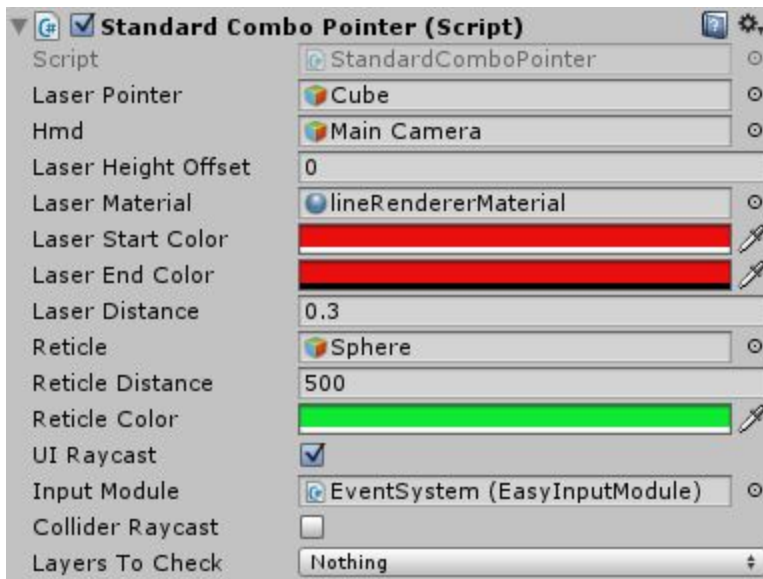 Standard Combo Pointer (Script)
Script StandardComboPointer
Laser Pointer Cube
Hmd Main Camera
Laser Height Offset 0
Laser Material lineRendererMaterial
Laser Start Color
Laser End Color
Laser Distance 0.3
Reticle Sphere
Reticle Distance 500
Reticle Color
UI Raycast
Input Module EventSystem (EasyInputModule)
Collider Raycast
Layers To Check Nothing